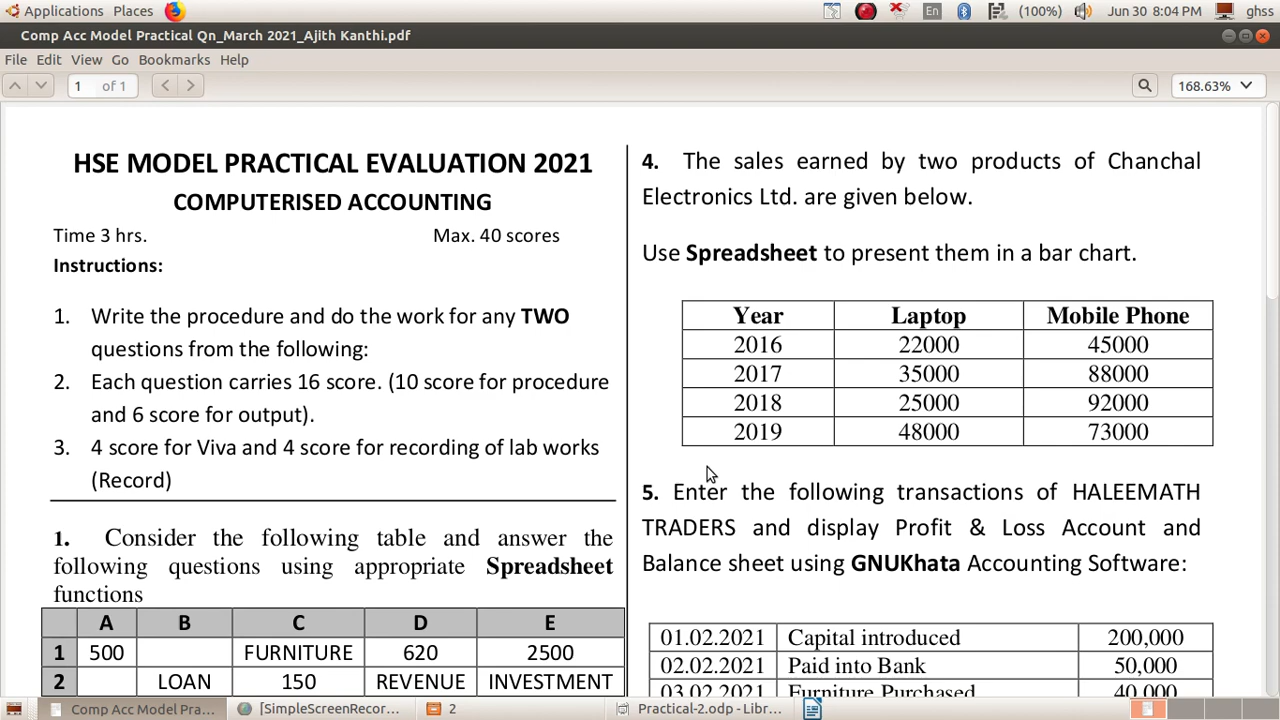 Applications Places En (100%) Jun 30 8:04 PM ghss
Comp Acc Model Practical Qn_March 2021_Ajith Kanthi.pdf
File Edit View Go Bookmarks Help
1 of 1 168.63%
HSE MODEL PRACTICAL EVALUATION 2021
COMPUTERISED ACCOUNTING
Time 3 hrs. Max. 40 scores
Instructions:
1. Write the procedure and do the work for any TWO
questions from the following:
2. Each question carries 16 score. (10 score for procedure
and 6 score for output).
3. 4 score for Viva and 4 score for recording of lab works
(Record)
1. Consider the following table and answer the
following questions using appropriate Spreadsheet
functions
A B C D E
1 500 FURNITURE 620 2500
2 LOAN 150 REVENUE INVESTMENT
4. The sales earned by two products of Chanchal
Electronics Ltd. are given below.
Use Spreadsheet to present them in a bar chart.
Year Laptop Mobile Phone
2016 22000 45000
2017 35000 88000
2018 25000 92000
2019 48000 73000
5. Enter the following transactions of HALEEMATH
TRADERS and display Profit & Loss Account and
Balance sheet using GNUKhata Accounting Software:
01.02.2021 Capital introduced 200,000
02.02.2021 Paid into Bank 50,000
03.02.2021 Furniture Purchased 40,000
Comp Acc Model Practical Pra... [SimpleScreenRecor... 2 Practical-2.odp - Libr...